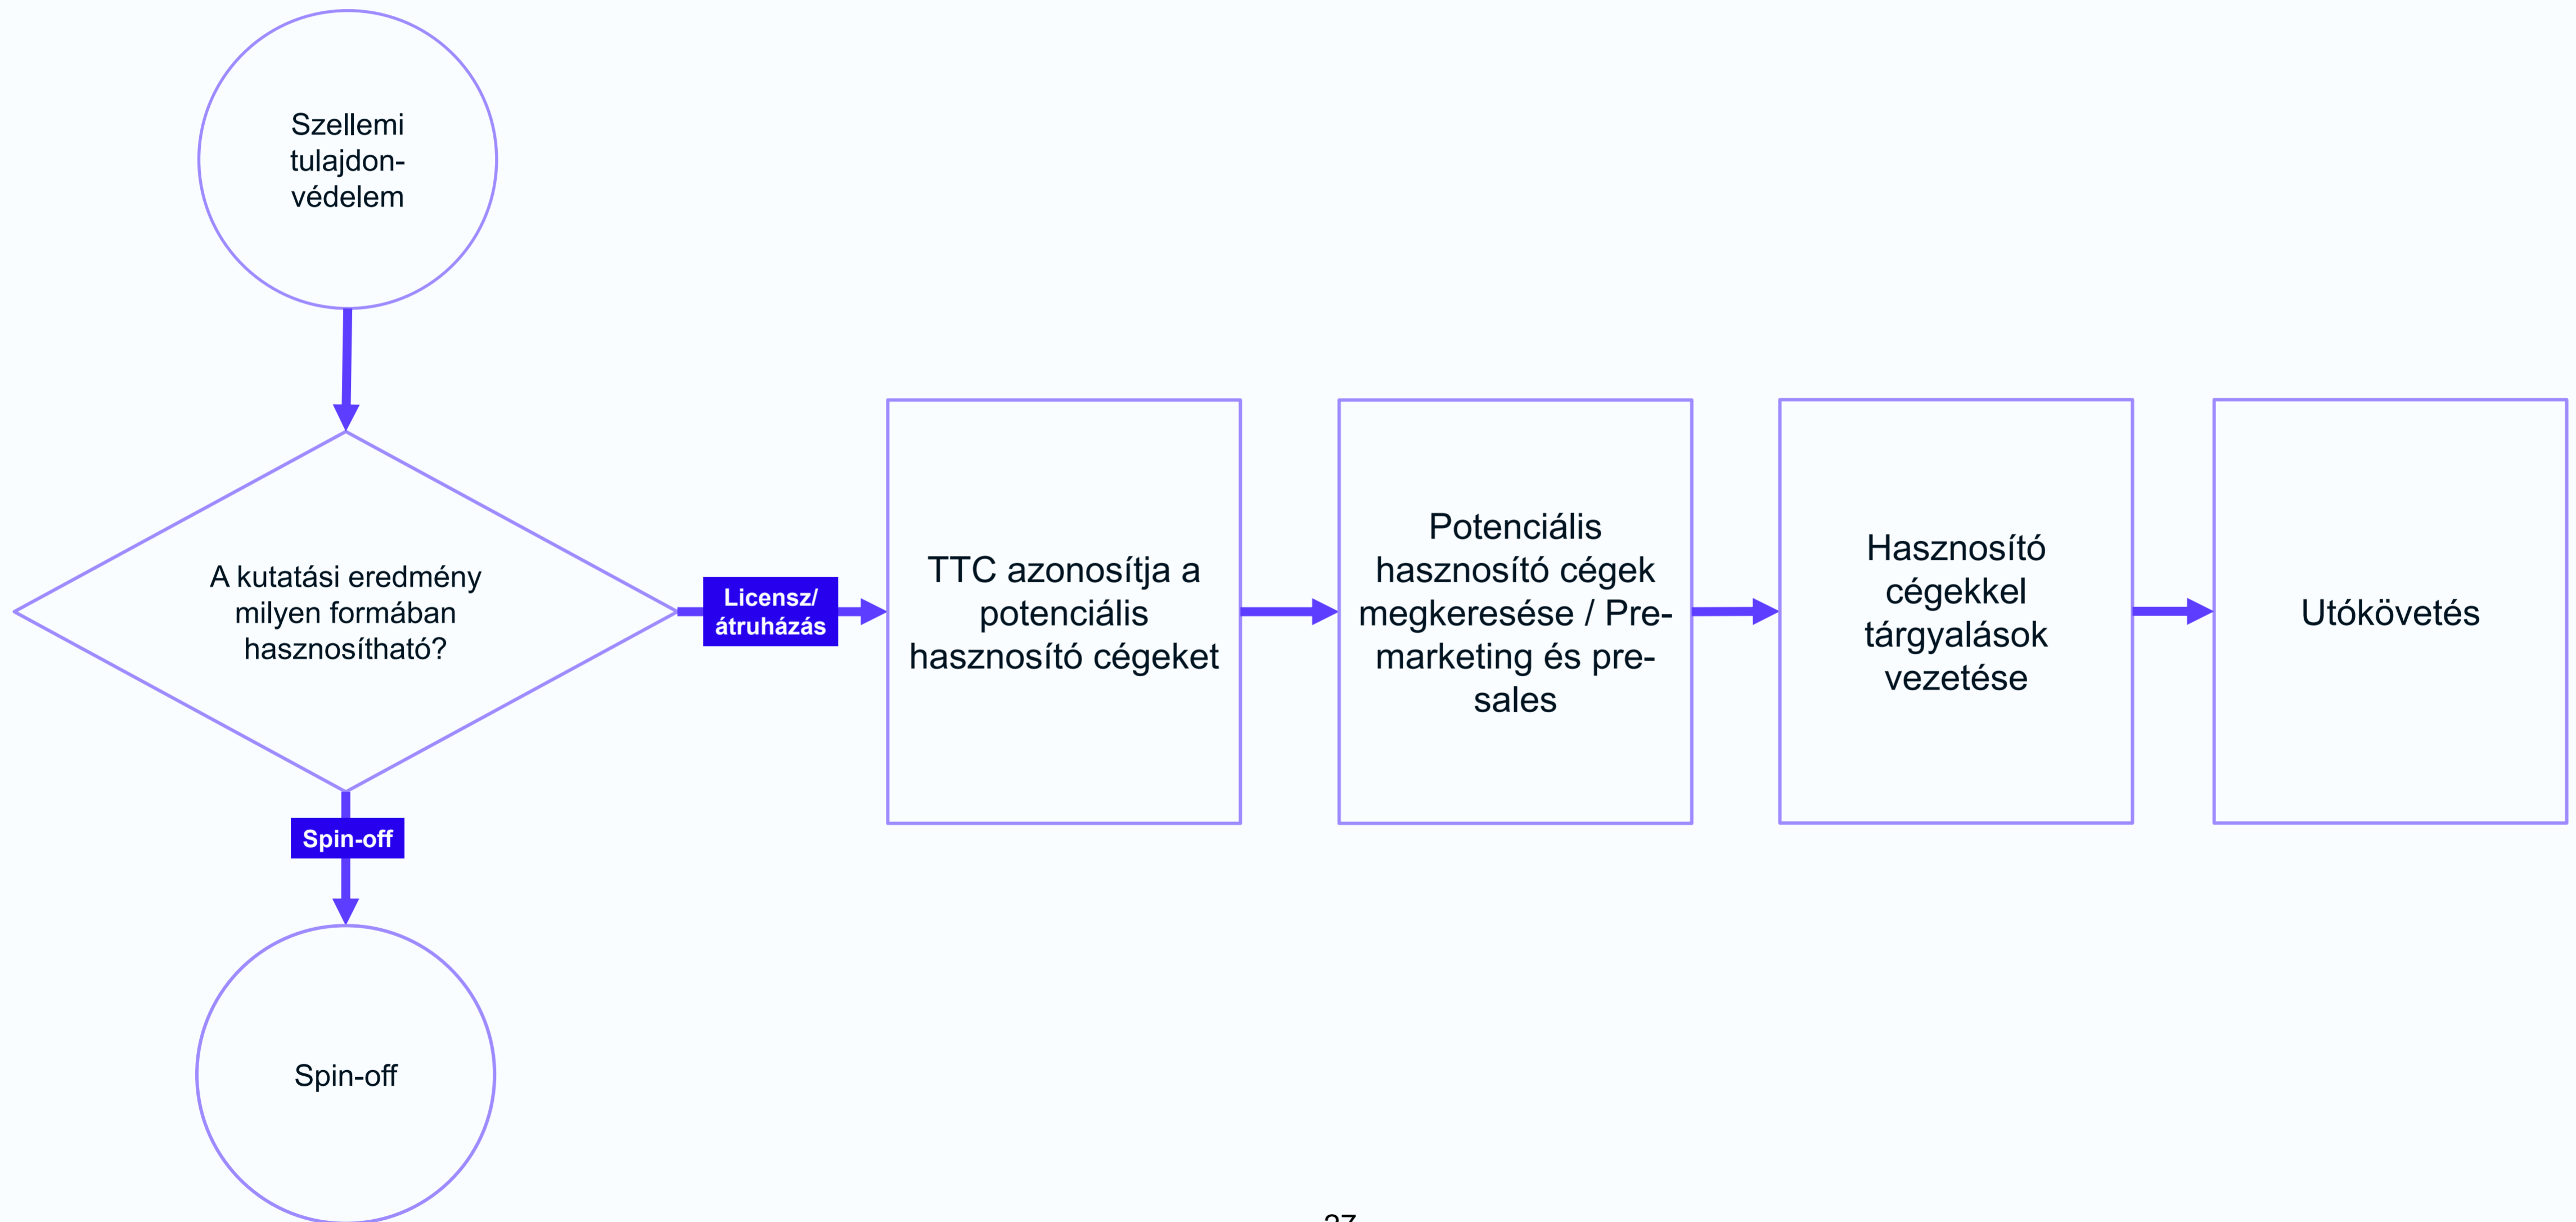 Szellemi
tulajdon-
védelem
A kutatási eredmény
milyen formában
hasznosítható?
Licensz/
átruházás
TTC azonosítja a
potenciális
hasznosító cégeket
Potenciális
hasznosító cégek
megkeresése / Pre-
marketing és pre-
sales
Hasznosító
cégekkel
tárgyalások
vezetése
Utókövetés
Spin-off
Spin-off